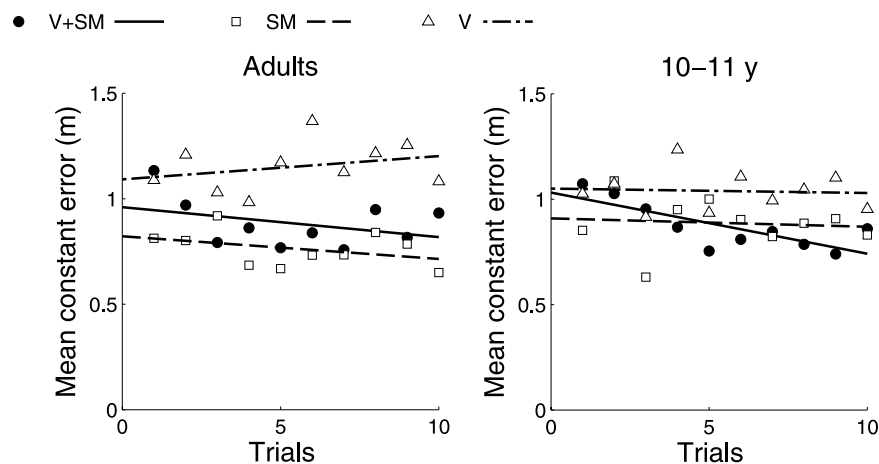 V+SM SM V
Adults
Mean constant error (m)
1.5
1
0.5
0
0 5 10
Trials
10–11 y
Mean constant error (m)
1.5
1
0.5
0
0 5 10
Trials